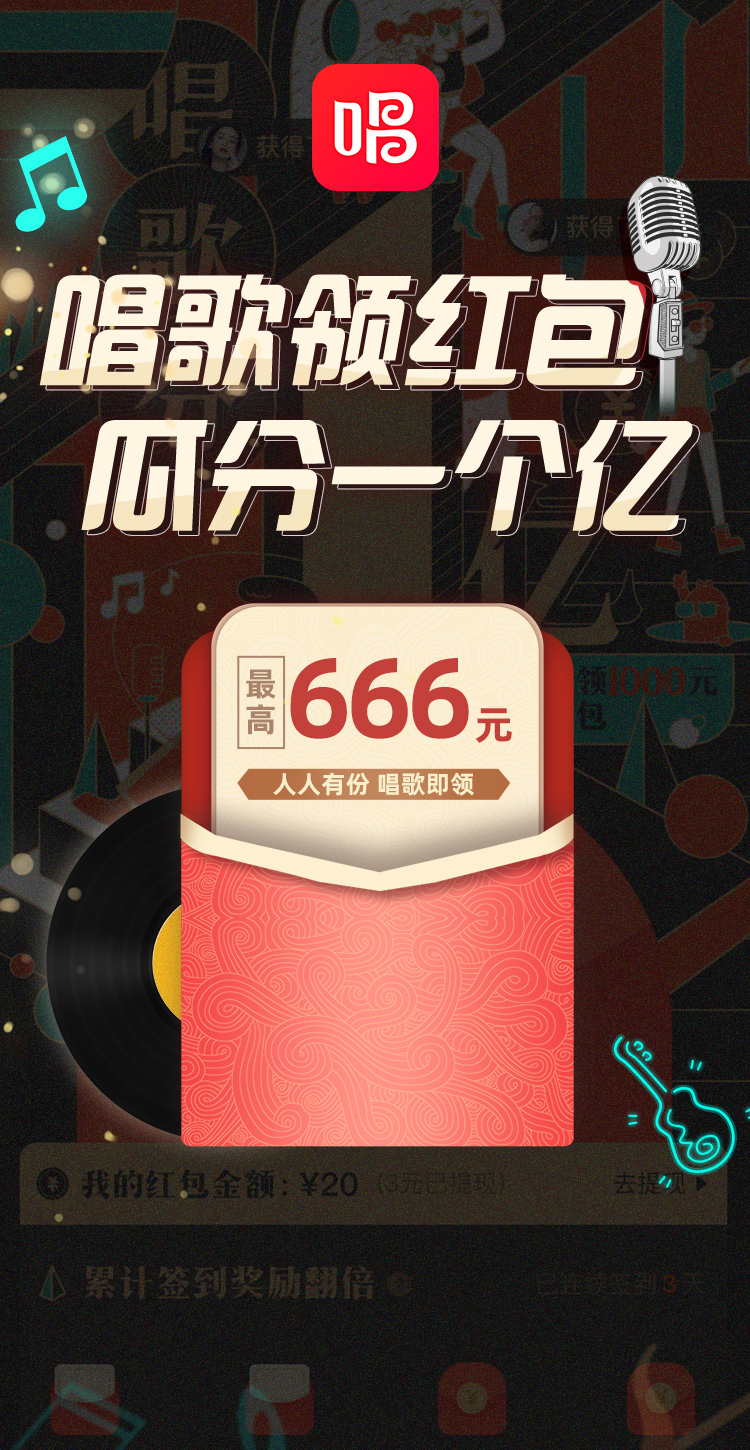 唱
唱
获得
歌
获得
唱歌领红包
瓜分一个亿
亿
领1000元
包
最高
666元
人人有份 唱歌即领
我的红包金额：¥20 （3元已提现） 去提现
累计签到奖励翻倍 已连续签到3天